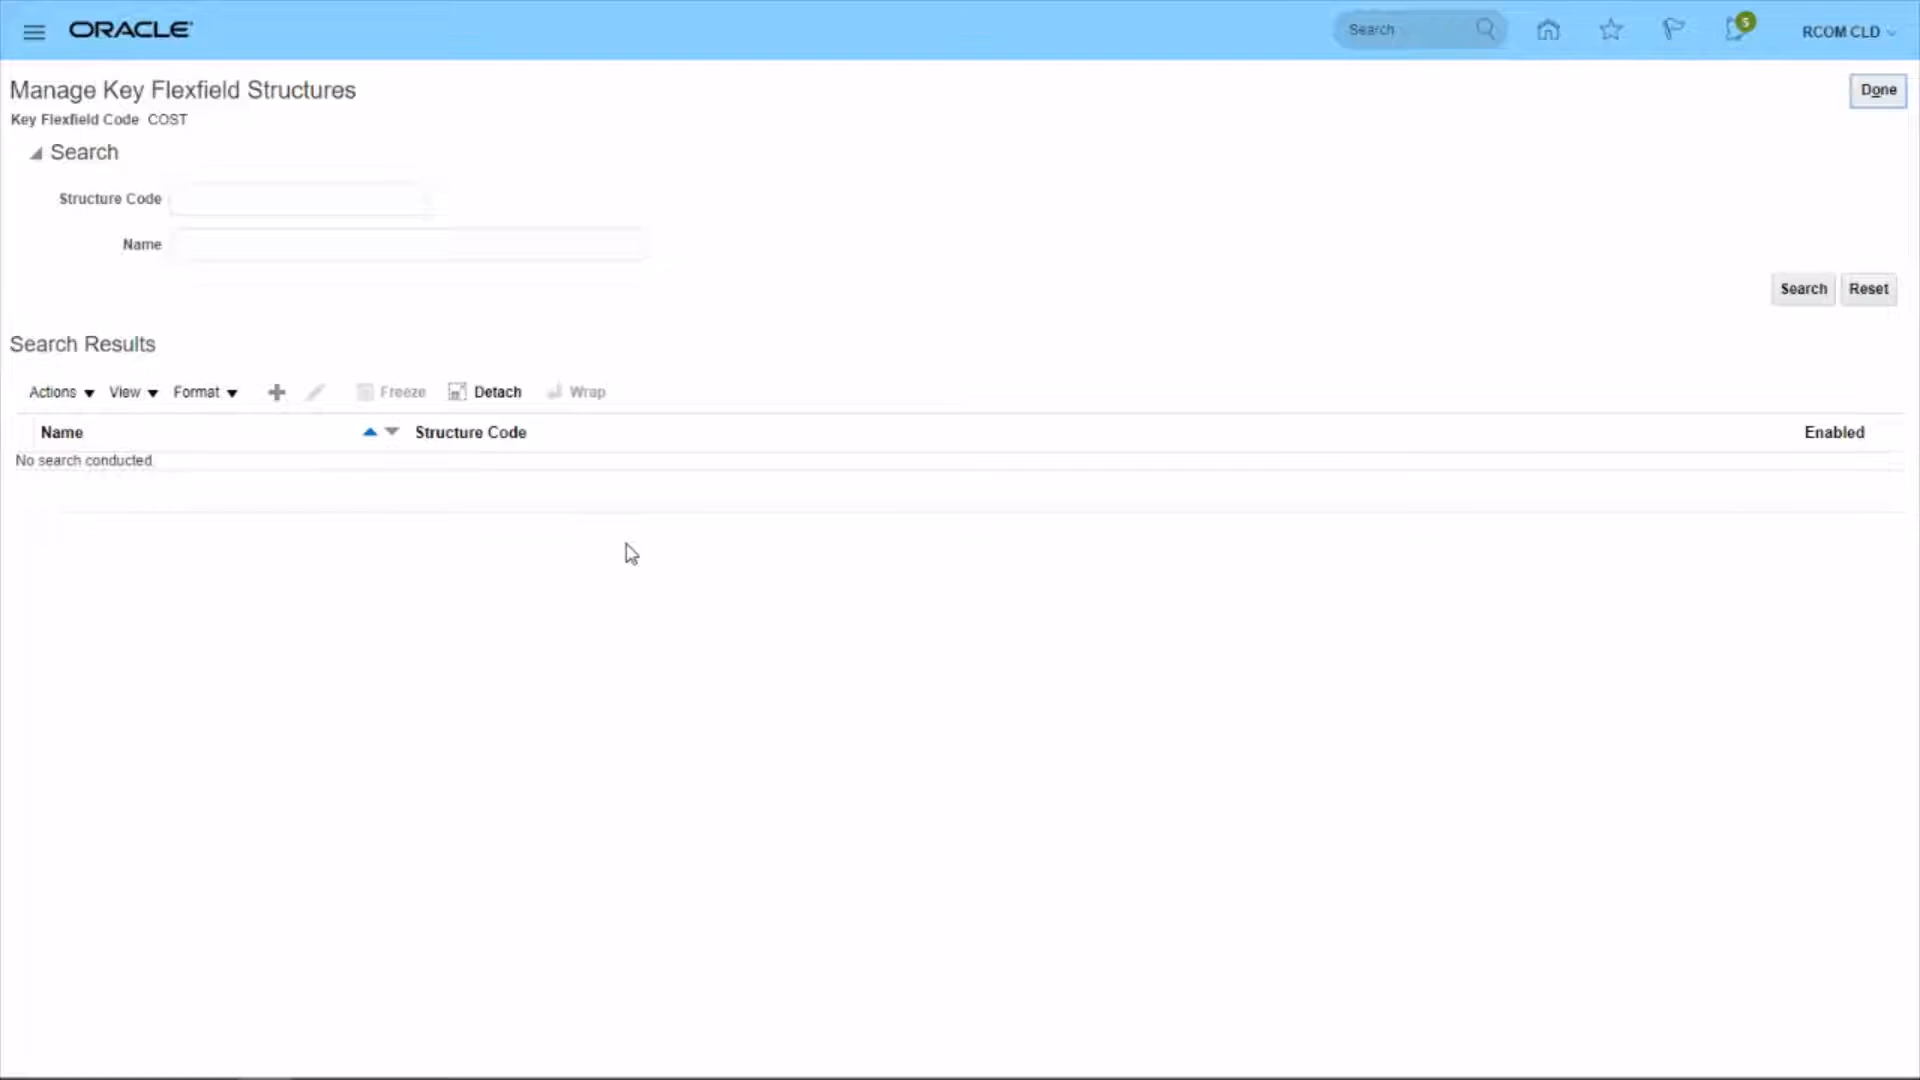 ORACLE
Search
5
RCOM CLD
Manage Key Flexfield Structures
Done
Key Flexfield Code COST
Search
Structure Code
Name
Search Reset
Search Results
Actions View Format Freeze Detach Wrap
Name Structure Code Enabled
No search conducted.